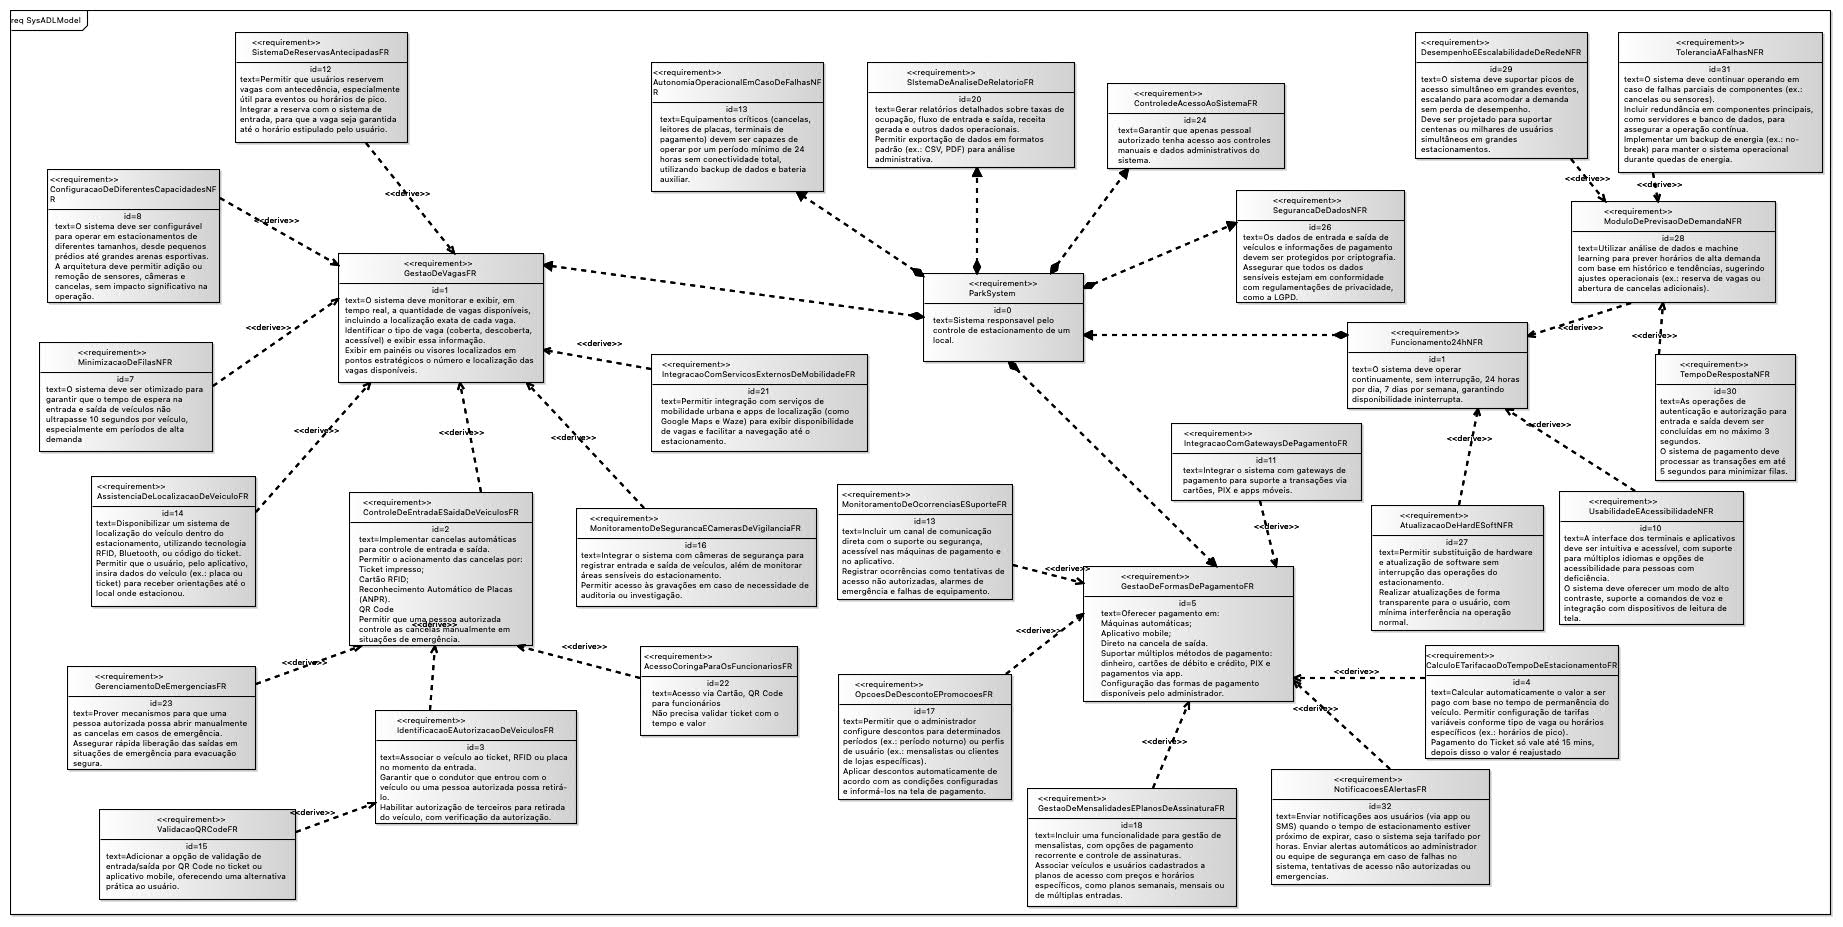 req SysADLModel
<<requirement>>
SistemaDeReservasAntecipadasFR
id=12
text=Permitir que usuários reservem
vagas com antecedência, especialmente
útil para eventos ou horários de pico.
Integrar a reserva com o sistema de
entrada, para que a vaga seja garantida
até o horário estipulado pelo usuário.
<<requirement>>
AutonomiaOperacionalEmCasoDeFalhasNF
R
id=13
text=Equipamentos críticos (cancelas,
leitores de placas, terminais de
pagamento) devem ser capazes de
operar por um período mínimo de 24
horas sem conectividade total,
utilizando backup de dados e bateria
auxiliar.
<<requirement>>
SIstemaDeAnaliseDeRelatorioFR
id=20
text=Gerar relatórios detalhados sobre taxas de
ocupação, fluxo de entrada e saída, receita
gerada e outros dados operacionais.
Permitir exportação de dados em formatos
padrão (ex.: CSV, PDF) para análise
administrativa.
<<requirement>>
ControledeAcessoAoSistemaFR
id=24
text=Garantir que apenas pessoal
autorizado tenha acesso aos controles
manuais e dados administrativos do
sistema.
<<requirement>>
DesempenhoEEscalabilidadeDeRedeNFR
id=29
text=O sistema deve suportar picos de
acesso simultâneo em grandes eventos,
escalando para acomodar a demanda
sem perda de desempenho.
Deve ser projetado para suportar
centenas ou milhares de usuários
simultâneos em grandes
estacionamentos.
<<requirement>>
ToleranciaAFalhasNFR
id=31
text=O sistema deve continuar operando em
caso de falhas parciais de componentes (ex.:
cancelas ou sensores).
Incluir redundância em componentes principais,
como servidores e banco de dados, para
assegurar a operação contínua.
Implementar um backup de energia (ex.: no-
break) para manter o sistema operacional
durante quedas de energia.
<<derive>>
<<derive>>
<<derive>>
<<requirement>>
ConfiguracaoDeDiferentesCapacidadesNF
R
id=8
text=O sistema deve ser configurável
para operar em estacionamentos de
diferentes tamanhos, desde pequenos
prédios até grandes arenas esportivas.
A arquitetura deve permitir adição ou
remoção de sensores, câmeras e
cancelas, sem impacto significativo na
operação.
<<derive>>
<<requirement>>
SegurancaDeDadosNFR
id=26
text=Os dados de entrada e saída de
veículos e informações de pagamento
devem ser protegidos por criptografia.
Assegurar que todos os dados
sensíveis estejam em conformidade
com regulamentações de privacidade,
como a LGPD.
<<requirement>>
ModuloDePrevisaoDeDemandaNFR
id=28
text=Utilizar análise de dados e machine
learning para prever horários de alta demanda
com base em histórico e tendências, sugerindo
ajustes operacionais (ex.: reserva de vagas ou
abertura de cancelas adicionais).
<<requirement>>
GestaoDeVagasFR
id=1
text=O sistema deve monitorar e exibir, em
tempo real, a quantidade de vagas disponíveis,
incluindo a localização exata de cada vaga.
Identificar o tipo de vaga (coberta, descoberta,
acessível) e exibir essa informação.
Exibir em painéis ou visores localizados em
pontos estratégicos o número e localização das
vagas disponíveis.
<<requirement>>
ParkSystem
id=0
text=Sistema responsavel pelo
controle de estacionamento de um
local.
<<derive>>
<<derive>>
<<derive>>
<<derive>>
<<requirement>>
Funcionamento24hNFR
id=1
text=O sistema deve operar
continuamente, sem interrupção, 24 horas
por dia, 7 dias por semana, garantindo
disponibilidade ininterrupta.
<<requirement>>
MinimizacaoDeFilasNFR
id=7
text=O sistema deve ser otimizado para
garantir que o tempo de espera na
entrada e saída de veículos não
ultrapasse 10 segundos por veículo,
especialmente em períodos de alta
demanda
<<requirement>>
IntegracaoComServicosExternosDeMobilidadeFR
id=21
text=Permitir integração com serviços de
mobilidade urbana e apps de localização (como
Google Maps e Waze) para exibir disponibilidade
de vagas e facilitar a navegação até o
estacionamento.
<<requirement>>
TempoDeRespostaNFR
id=30
text=As operações de
autenticação e autorização para
entrada e saída devem ser
concluídas em no máximo 3
segundos.
O sistema de pagamento deve
processar as transações em até
5 segundos para minimizar filas.
<<derive>>
<<derive>>
<<derive>>
<<derive>>
<<derive>>
<<requirement>>
IntegracaoComGatewaysDePagamentoFR
id=11
text=Integrar o sistema com gateways de
pagamento para suporte a transações via
cartões, PIX e apps móveis.
<<requirement>>
AssistenciaDeLocalizacaoDeVeiculoFR
id=14
text=Disponibilizar um sistema de
localização do veículo dentro do
estacionamento, utilizando tecnologia
RFID, Bluetooth, ou código do ticket.
Permitir que o usuário, pelo aplicativo,
insira dados do veículo (ex.: placa ou
ticket) para receber orientações até o
local onde estacionou.
<<requirement>>
ControleDeEntradaESaidaDeVeiculosFR
id=2
text=Implementar cancelas automáticas
para controle de entrada e saída.
Permitir o acionamento das cancelas por:
Ticket impresso;
Cartão RFID;
Reconhecimento Automático de Placas
(ANPR).
QR Code
Permitir que uma pessoa autorizada
controle as cancelas manualmente em
situações de emergência.
<<derive>>
<<requirement>>
MonitoramentoDeSegurancaECamerasDeVigilanciaFR
id=16
text=Integrar o sistema com câmeras de segurança para
registrar entrada e saída de veículos, além de monitorar
áreas sensíveis do estacionamento.
Permitir acesso às gravações em caso de necessidade de
auditoria ou investigação.
<<requirement>>
MonitoramentoDeOcorrenciasESuporteFR
id=13
text=Incluir um canal de comunicação
direta com o suporte ou segurança,
acessível nas máquinas de pagamento e
no aplicativo.
Registrar ocorrências como tentativas de
acesso não autorizadas, alarmes de
emergência e falhas de equipamento.
<<derive>>
<<derive>>
<<requirement>>
AtualizacaoDeHardESoftNFR
id=27
text=Permitir substituição de hardware
e atualização de software sem
interrupção das operações do
estacionamento.
Realizar atualizações de forma
transparente para o usuário, com
mínima interferência na operação
normal.
<<requirement>>
UsabilidadeEAcessibilidadeNFR
id=10
text=A interface dos terminais e aplicativos
deve ser intuitiva e acessível, com suporte
para múltiplos idiomas e opções de
acessibilidade para pessoas com
deficiência.
O sistema deve oferecer um modo de alto
contraste, suporte a comandos de voz e
integração com dispositivos de leitura de
tela.
<<requirement>>
GestaoDeFormasDePagamentoFR
id=5
text=Oferecer pagamento em:
Máquinas automáticas;
Aplicativo mobile;
Direto na cancela de saída.
Suportar múltiplos métodos de pagamento:
dinheiro, cartões de débito e crédito, PIX e
pagamentos via app.
Configuração das formas de pagamento
disponíveis pelo administrador.
<<derive>>
<<derive>>
<<derive>>
<<derive>>
<<derive>>
<<requirement>>
GerenciamentoDeEmergenciasFR
id=23
text=Prover mecanismos para que uma
pessoa autorizada possa abrir manualmente
as cancelas em casos de emergência.
Assegurar rápida liberação das saídas em
situações de emergência para evacuação
segura.
<<requirement>>
AcessoCoringaParaOsFuncionariosFR
id=22
text=Acesso via Cartão, QR Code
para funcionários
Não precisa validar ticket com o
tempo e valor
<<requirement>>
OpcoesDeDescontoEPromocoesFR
id=17
text=Permitir que o administrador
configure descontos para determinados
períodos (ex.: período noturno) ou perfis
de usuário (ex.: mensalistas ou clientes
de lojas específicas).
Aplicar descontos automaticamente de
acordo com as condições configuradas
e informá-los na tela de pagamento.
<<requirement>>
CalculoETarifacaoDoTempoDeEstacionamentoFR
id=4
text=Calcular automaticamente o valor a ser
pago com base no tempo de permanência do
veículo. Permitir configuração de tarifas
variáveis conforme tipo de vaga ou horários
específicos (ex.: horários de pico).
Pagamento do Ticket só vale até 15 mins,
depois disso o valor é reajustado
<<derive>>
<<derive>>
<<requirement>>
IdentificacaoEAutorizacaoDeVeiculosFR
id=3
text=Associar o veículo ao ticket, RFID ou placa
no momento da entrada.
Garantir que o condutor que entrou com o
veículo ou uma pessoa autorizada possa retirá-
lo.
Habilitar autorização de terceiros para retirada
do veículo, com verificação da autorização.
<<derive>>
<<requirement>>
ValidacaoQRCodeFR
id=15
text=Adicionar a opção de validação de
entrada/saída por QR Code no ticket ou
aplicativo mobile, oferecendo uma alternativa
prática ao usuário.
<<requirement>>
GestaoDeMensalidadesEPlanosDeAssinaturaFR
id=18
text=Incluir uma funcionalidade para gestão de
mensalistas, com opções de pagamento
recorrente e controle de assinaturas.
Associar veículos e usuários cadastrados a
planos de acesso com preços e horários
específicos, como planos semanais, mensais ou
de múltiplas entradas.
<<requirement>>
NotificacoesEAlertasFR
id=32
text=Enviar notificações aos usuários (via app ou
SMS) quando o tempo de estacionamento estiver
próximo de expirar, caso o sistema seja tarifado por
horas. Enviar alertas automáticos ao administrador
ou equipe de segurança em caso de falhas no
sistema, tentativas de acesso não autorizadas ou
emergencias.